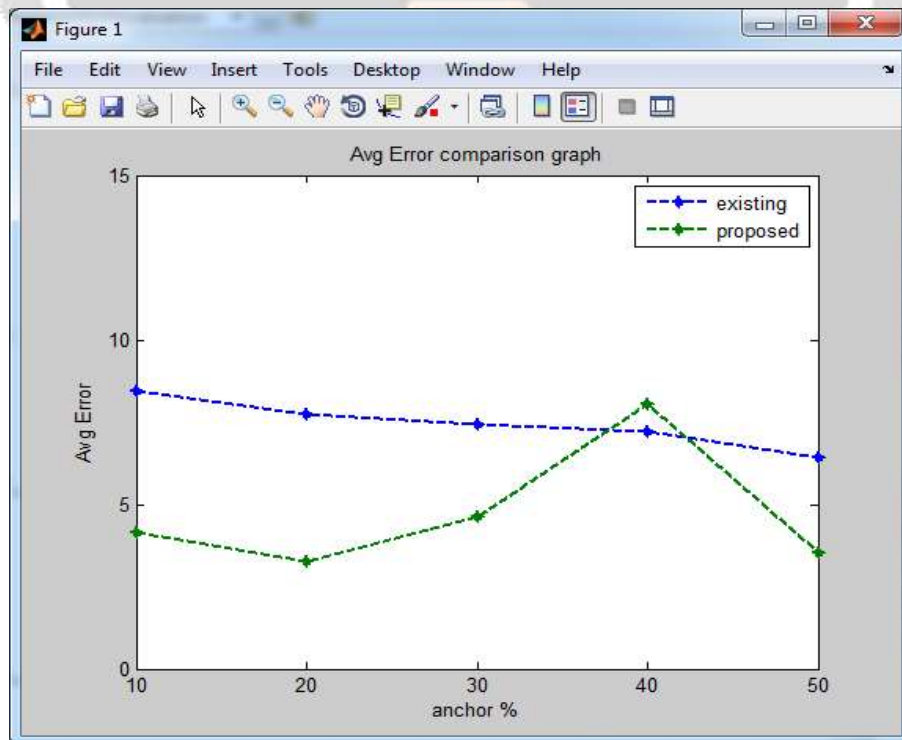 Figure 1
File Edit View Insert Tools Desktop Window Help
Avg Error comparison graph
existing
proposed
15
10
5
0
Avg Error
10 20 30 40 50
anchor %